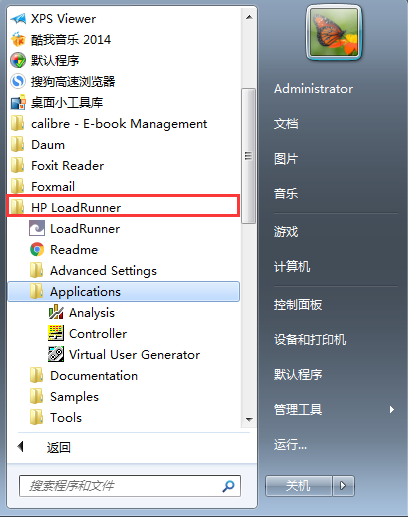 XPS Viewer
酷我音乐 2014
默认程序
搜狗高速浏览器
桌面小工具库
calibre - E-book Management
Daum
Foxit Reader
Foxmail
HP LoadRunner
LoadRunner
Readme
Advanced Settings
Applications
Analysis
Controller
Virtual User Generator
Documentation
Samples
Tools
返回
搜索程序和文件
Administrator
文档
图片
音乐
游戏
计算机
控制面板
设备和打印机
默认程序
管理工具
运行...
关机